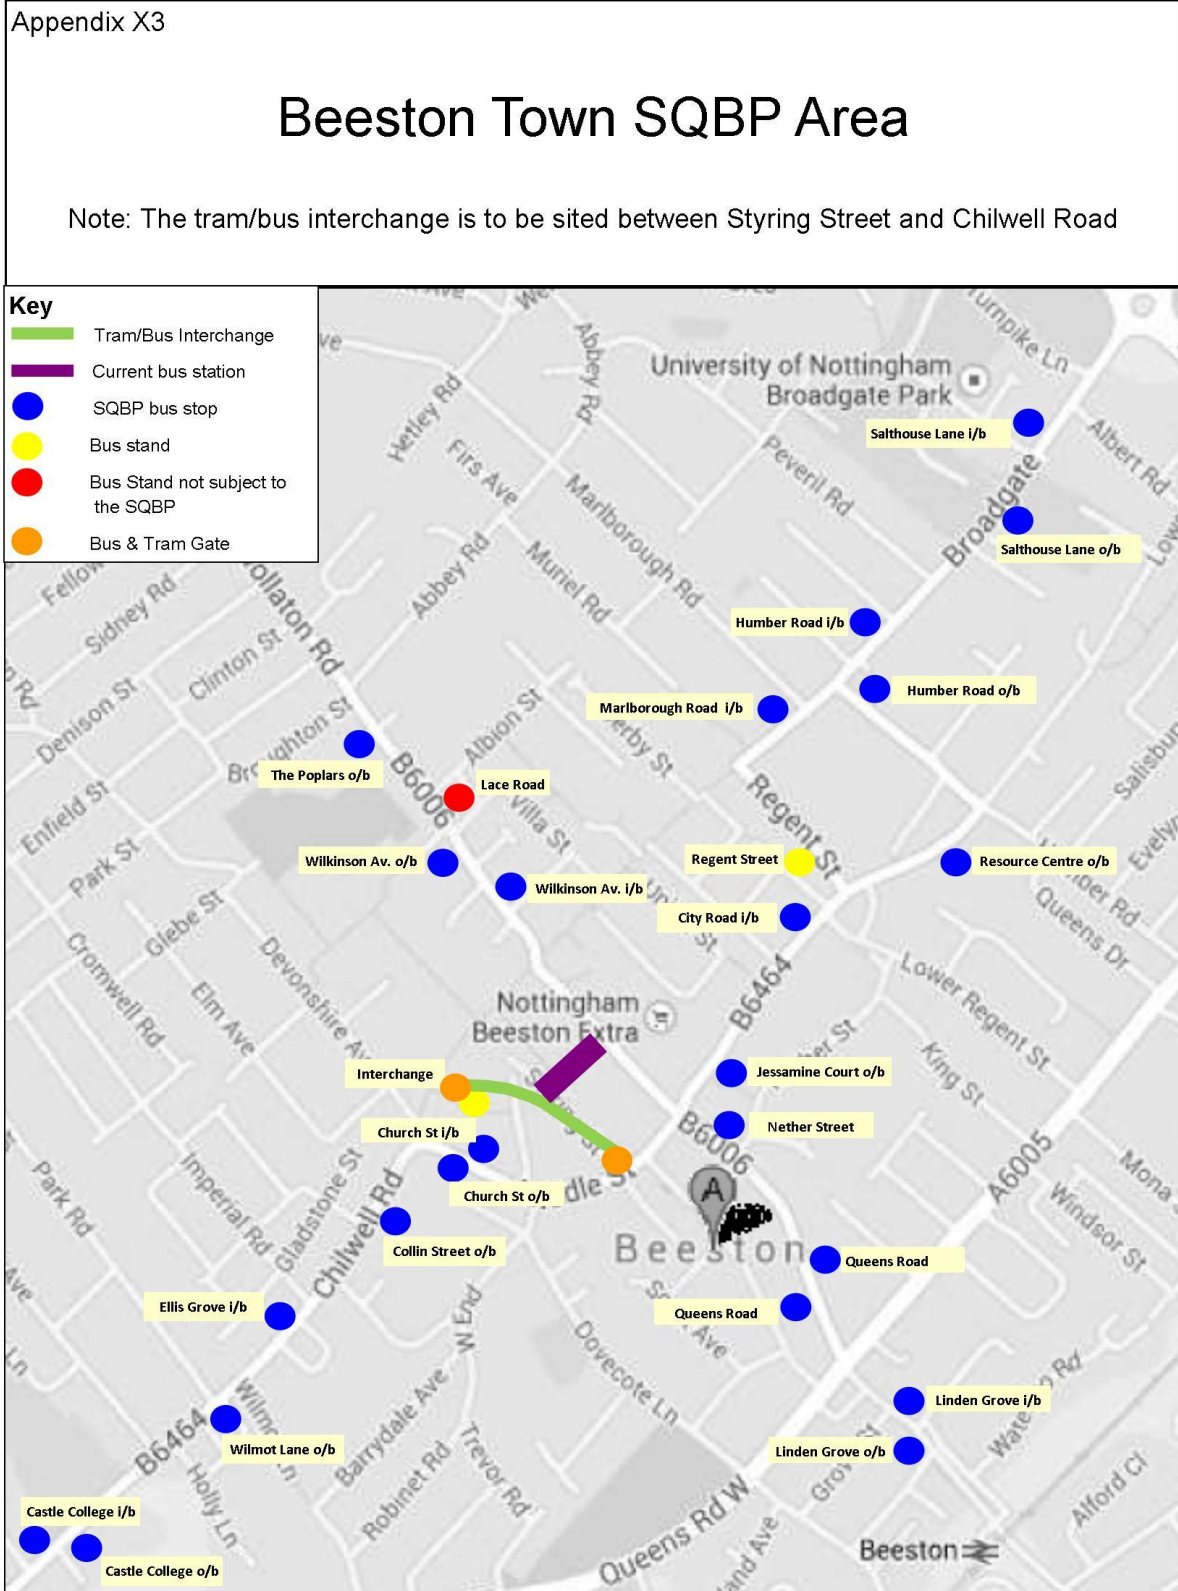 Appendix X3
Beeston Town SQBP Area
Note: The tram/bus interchange is to be sited between Styring Street and Chilwell Road
Key
Tram/Bus Interchange
Current bus station
SQBP bus stop
Bus stand
Bus Stand not subject to
the SQBP
Bus & Tram Gate
Turnpike Ln
Abbey Rd
Hetley Rd
University of Nottingham
Broadgate Park
Salthouse Lane i/b
Albert Rd
Peveril Rd
Firs Ave
Marlborough Rd
Broadgate
Salthouse Lane o/b
Muriel Rd
Abbey Rd
Sidney Rd
Clinton St
Humber Road i/b
Humber Road o/b
Marlborough Road i/b
Denison St
The Poplars o/b
B6006
Albion St
Lace Road
Villa St
Regent St
Enfield St
Park St
Wilkinson Av. o/b
Wilkinson Av. i/b
Regent Street
Resource Centre o/b
City Road i/b
Queens Dr
Glebe St
Cromwell Rd
Elm Ave
Devonshire Av
B6464
Lower Regent St
King St
Nottingham
Beeston Extra
Interchange
Jessamine Court o/b
Nether Street
Church St i/b
Church St o/b
B6006
A6005
Mona
Windsor St
Park Rd
Imperial Rd
Gladstone St
Chilwell Rd
Collin Street o/b
A
Beeston
Queens Road
Queens Road
Ellis Grove i/b
W End
Dovecote Ln
Linden Grove i/b
Linden Grove o/b
B6464
Wilmot Lane o/b
Barrydale Ave
Robinet Rd
Trevor Rd
Holly Ln
Queens Rd W
Alford Cl
Castle College i/b
Castle College o/b
Beeston